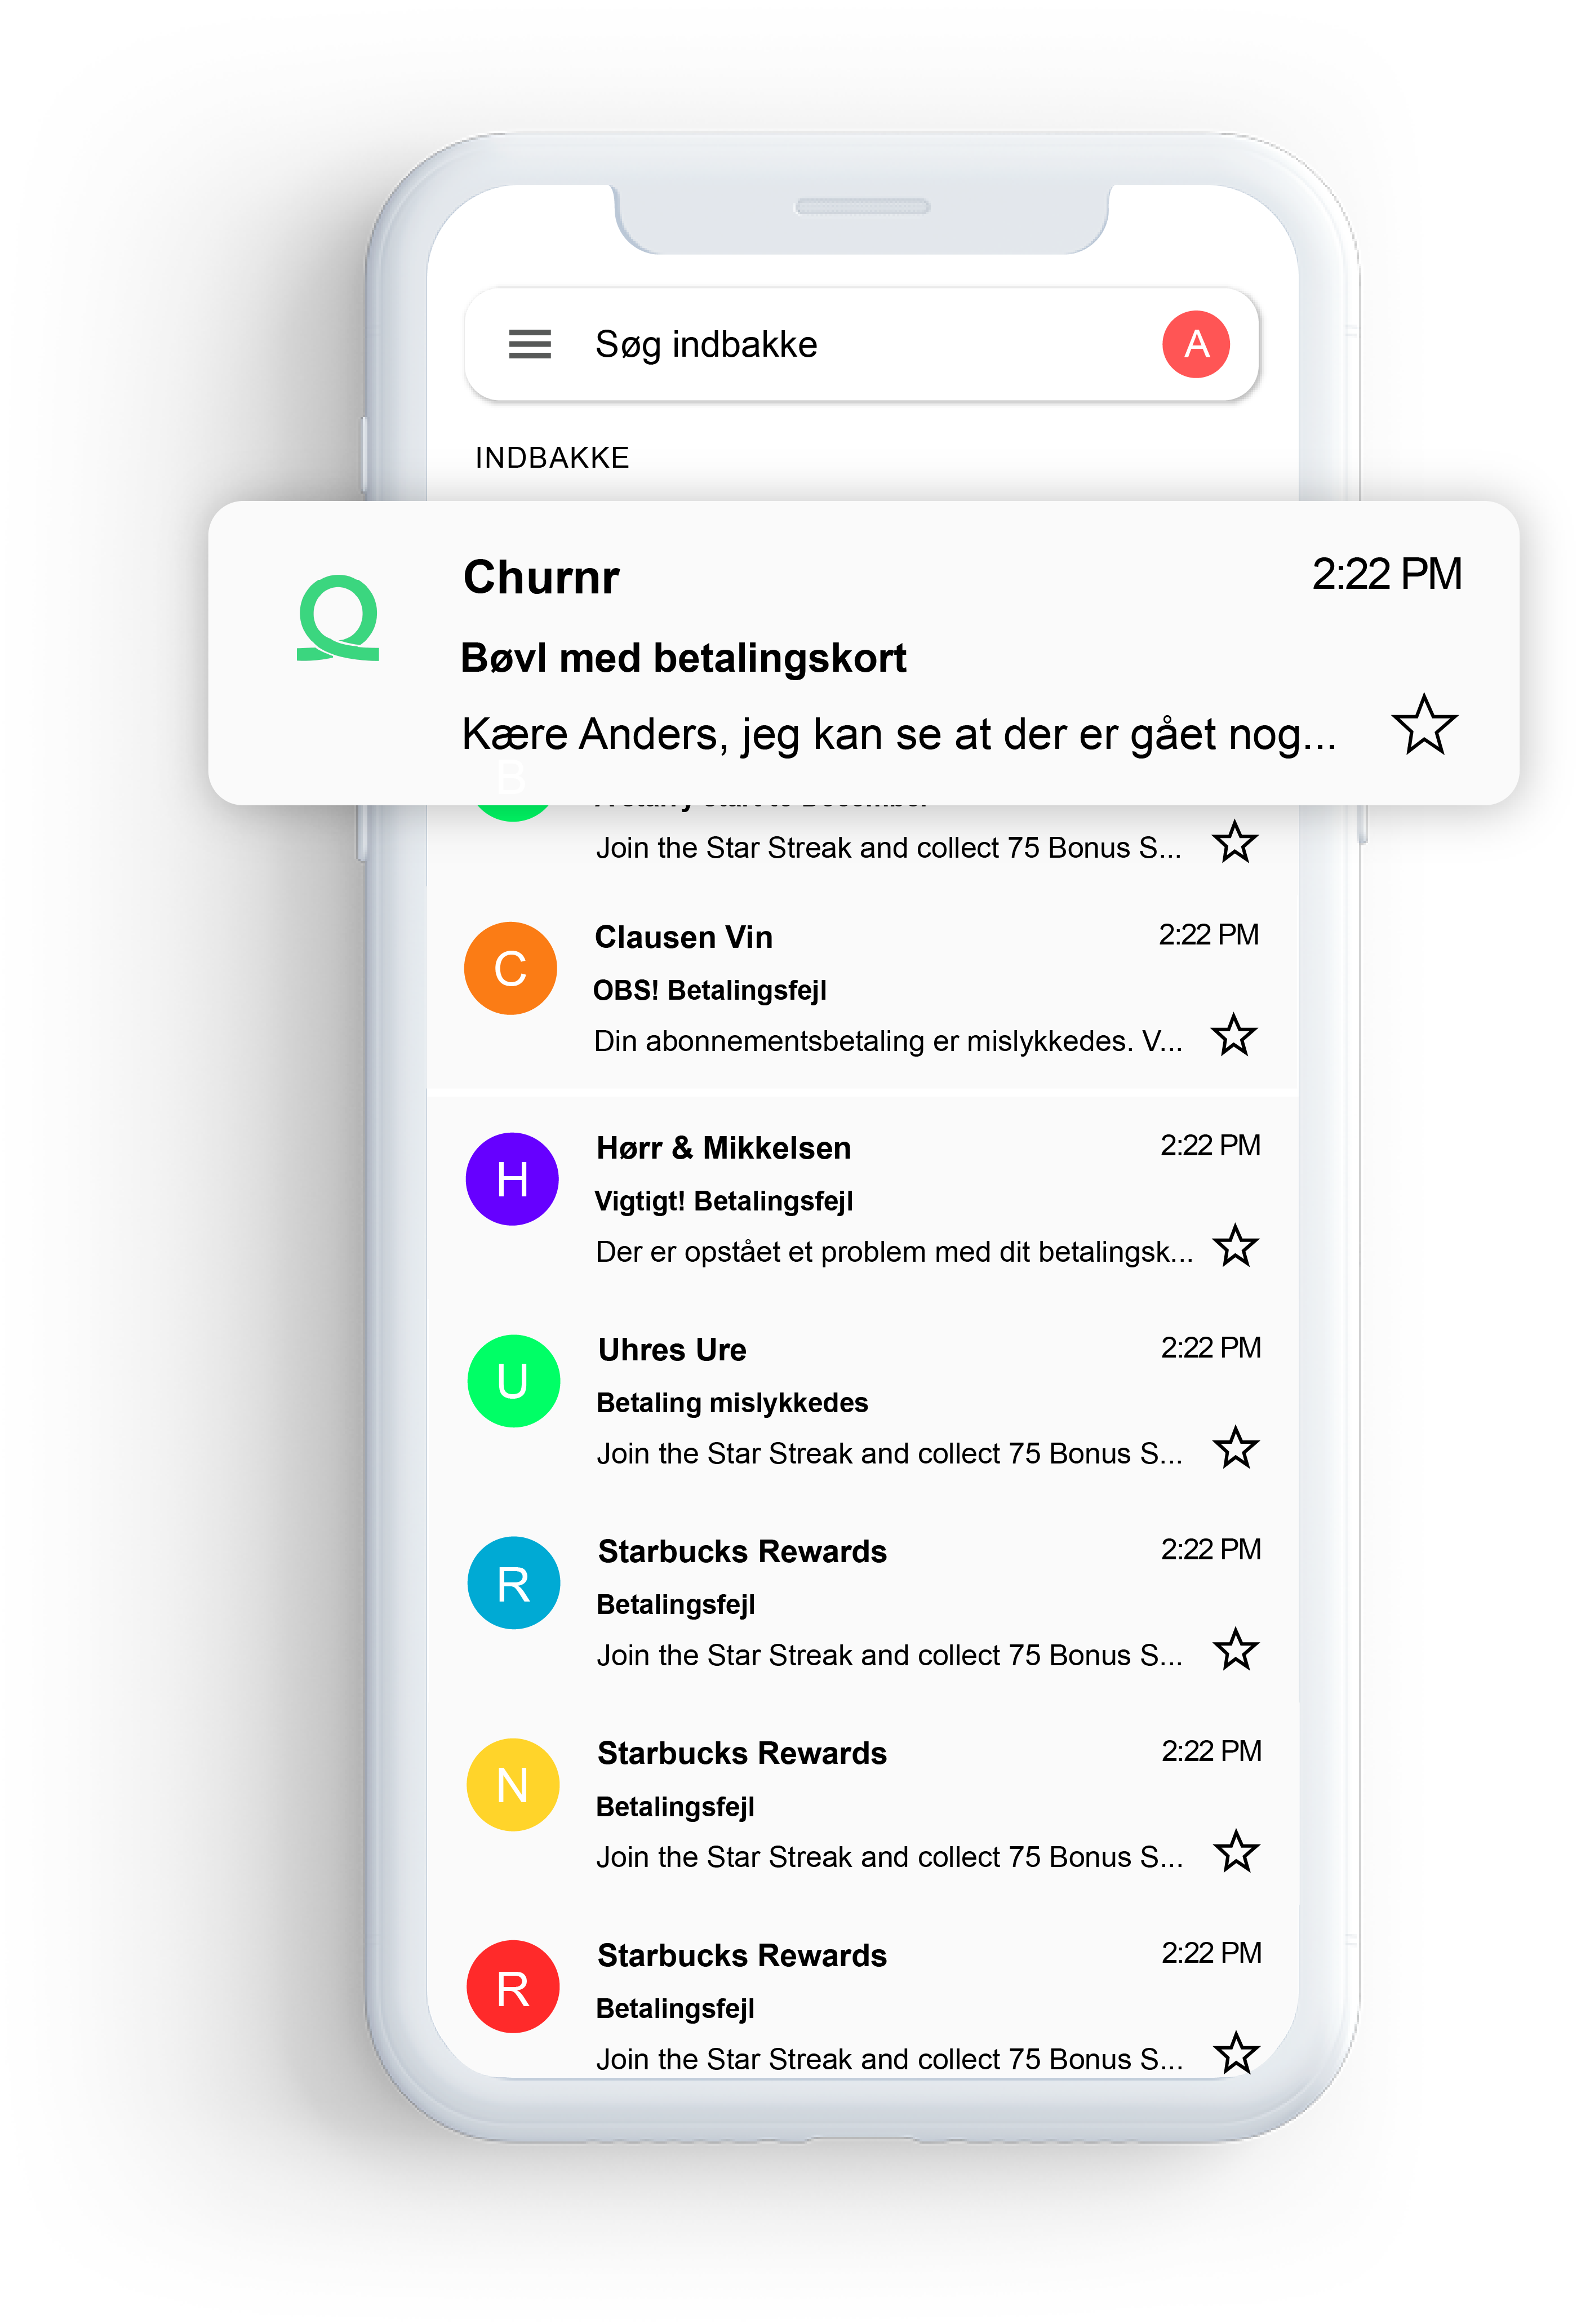 Søg indbakke
A
INDBAKKE
Churnr
2:22 PM
Bøvl med betalingskort
Kære Anders, jeg kan se at der er gået nog...
B
Join the Star Streak and collect 75 Bonus S...
C
Clausen Vin
2:22 PM
OBS! Betalingsfejl
Din abonnementsbetaling er mislykkedes. V...
H
Hørr & Mikkelsen
2:22 PM
Vigtigt! Betalingsfejl
Der er opstået et problem med dit betalingsk...
U
Uhres Ure
2:22 PM
Betaling mislykkedes
Join the Star Streak and collect 75 Bonus S...
R
Starbucks Rewards
2:22 PM
Betalingsfejl
Join the Star Streak and collect 75 Bonus S...
N
Starbucks Rewards
2:22 PM
Betalingsfejl
Join the Star Streak and collect 75 Bonus S...
R
Starbucks Rewards
2:22 PM
Betalingsfejl
Join the Star Streak and collect 75 Bonus S...